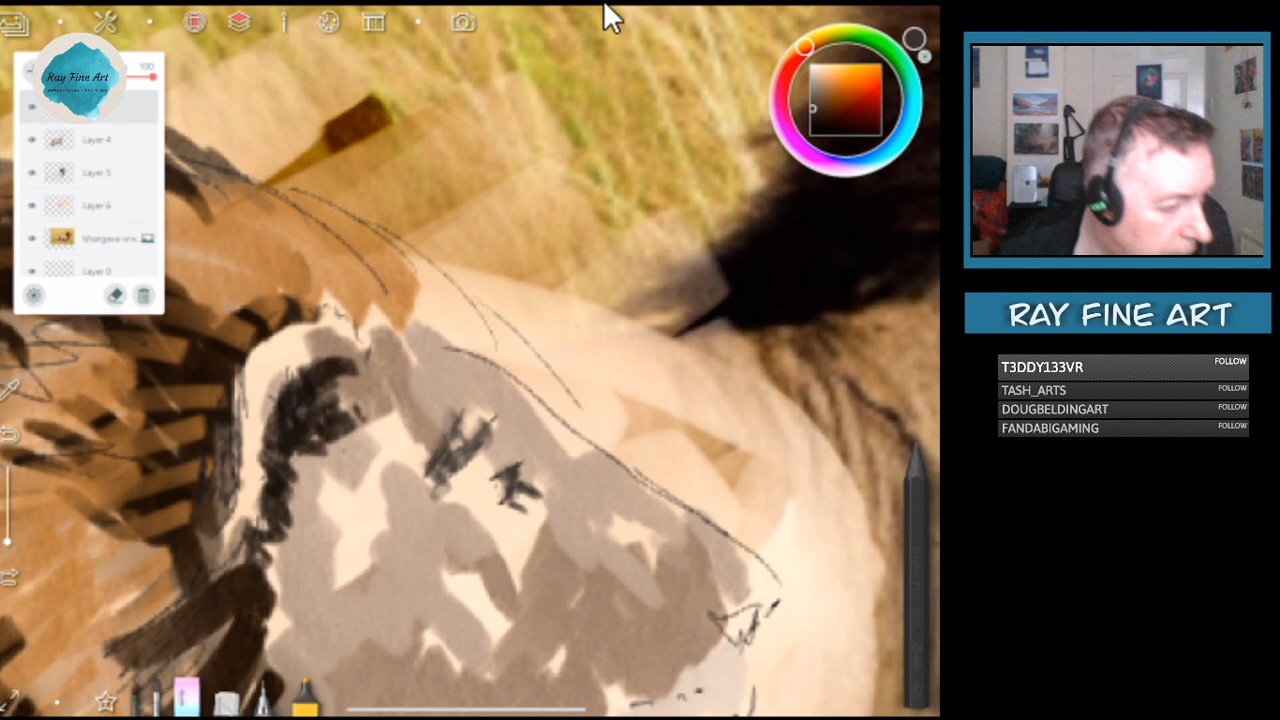 100
Ray Fine Art
Layer 4
Layer 5
Layer 6
Layer 0
RAY FINE ART
T3DDY133VR FOLLOW
TASH_ARTS FOLLOW
DOUGBELDINGART FOLLOW
FANDABIGAMING FOLLOW